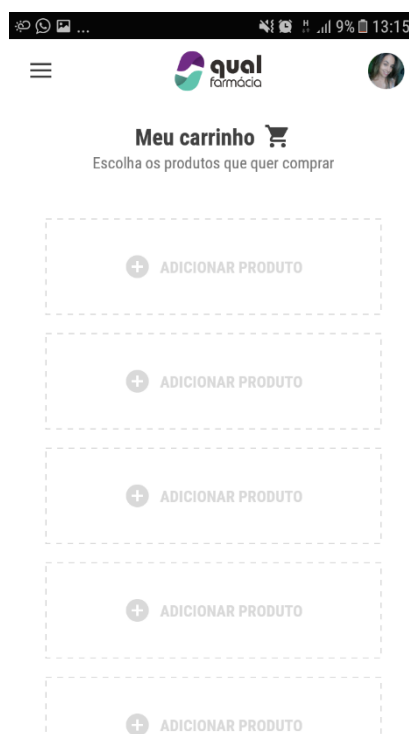 ... 9% 13:15
qual
farmácia
Meu carrinho
Escolha os produtos que quer comprar
ADICIONAR PRODUTO
ADICIONAR PRODUTO
ADICIONAR PRODUTO
ADICIONAR PRODUTO
ADICIONAR PRODUTO